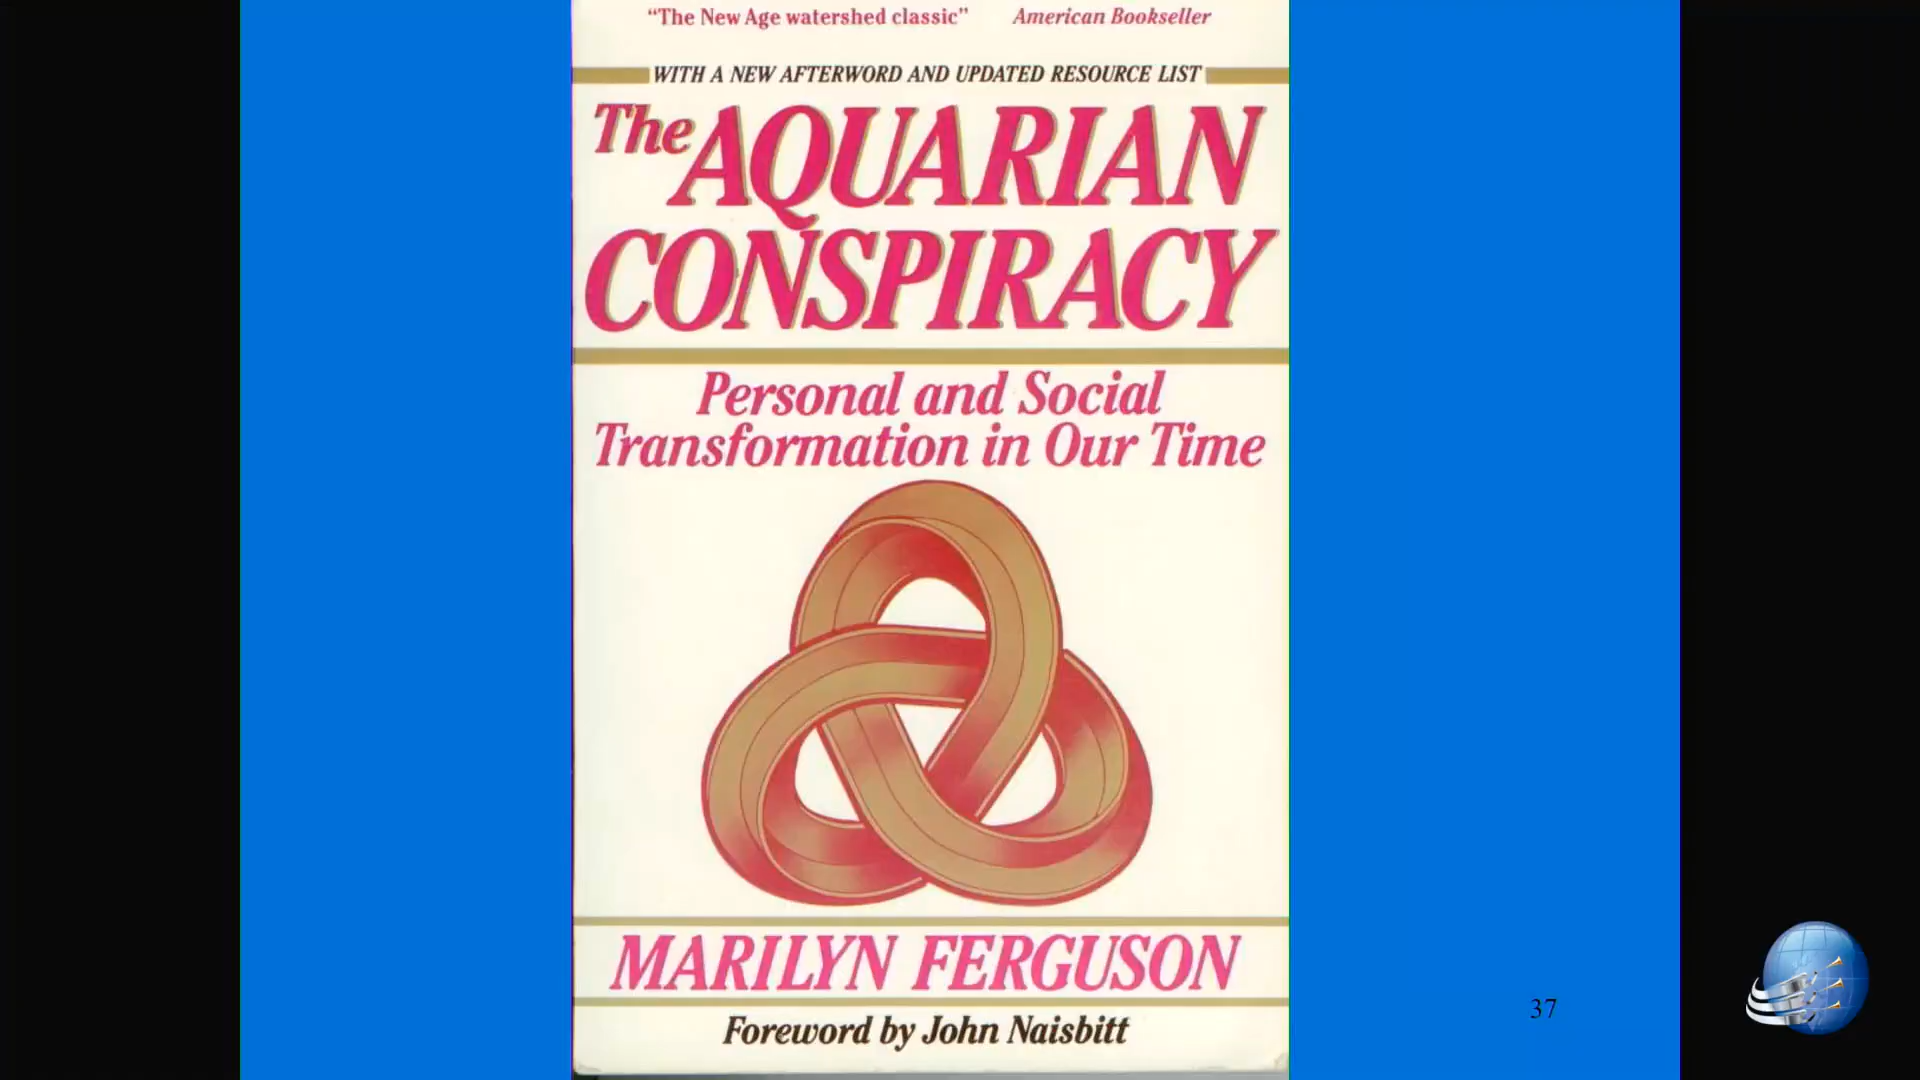 “The New Age watershed classic” American Bookseller
WITH A NEW AFTERWORD AND UPDATED RESOURCE LIST
The AQUARIAN
CONSPIRACY
Personal and Social
Transformation in Our Time
MARILYN FERGUSON
Foreword by John Naisbitt
37